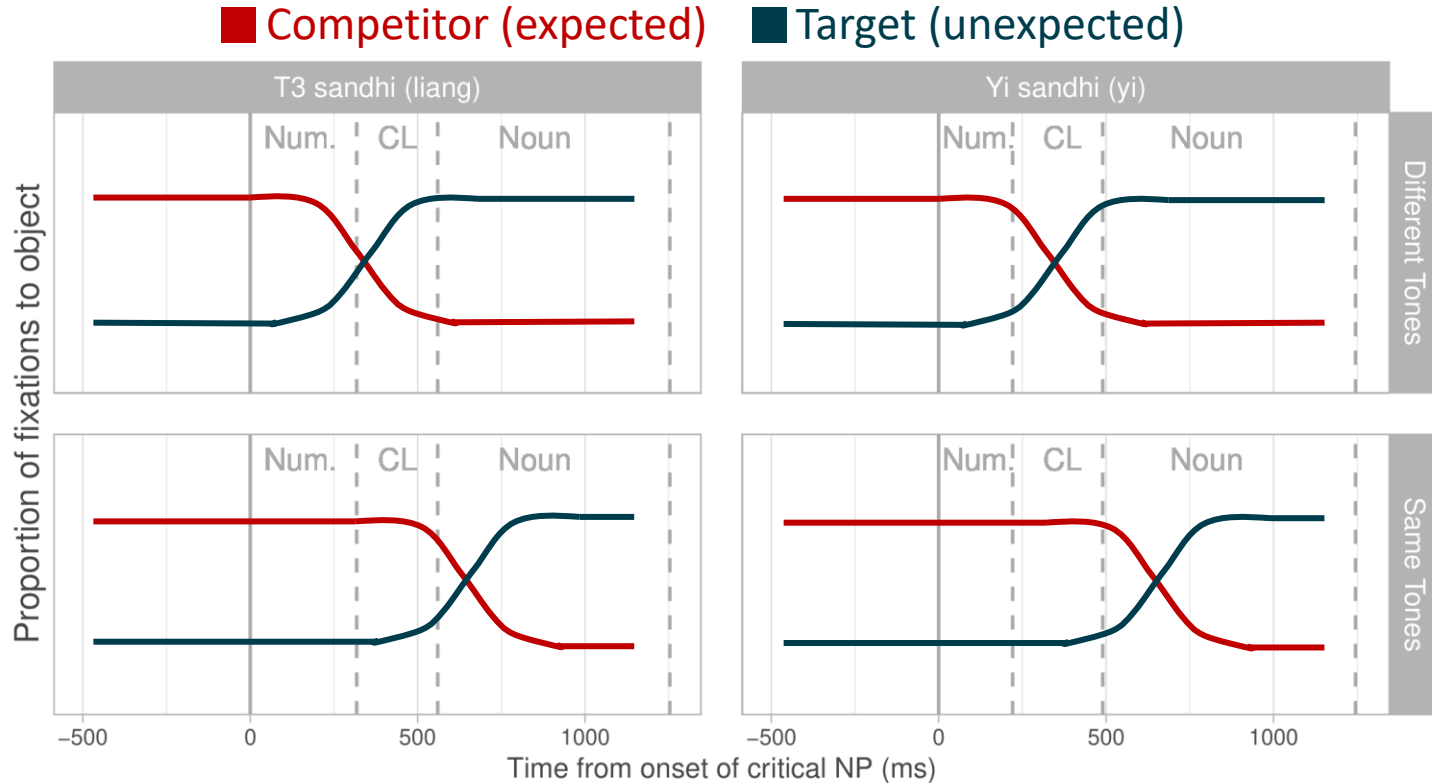 Competitor (expected) Target (unexpected)
T3 sandhi (liang) Yi sandhi (yi)
Num. CL Noun Num. CL Noun
Different Tones
Proportion of fixations to object
Num. CL Noun Num. CL Noun
Same Tones
−500 0 500 1000 −500 0 500 1000
Time from onset of critical NP (ms)